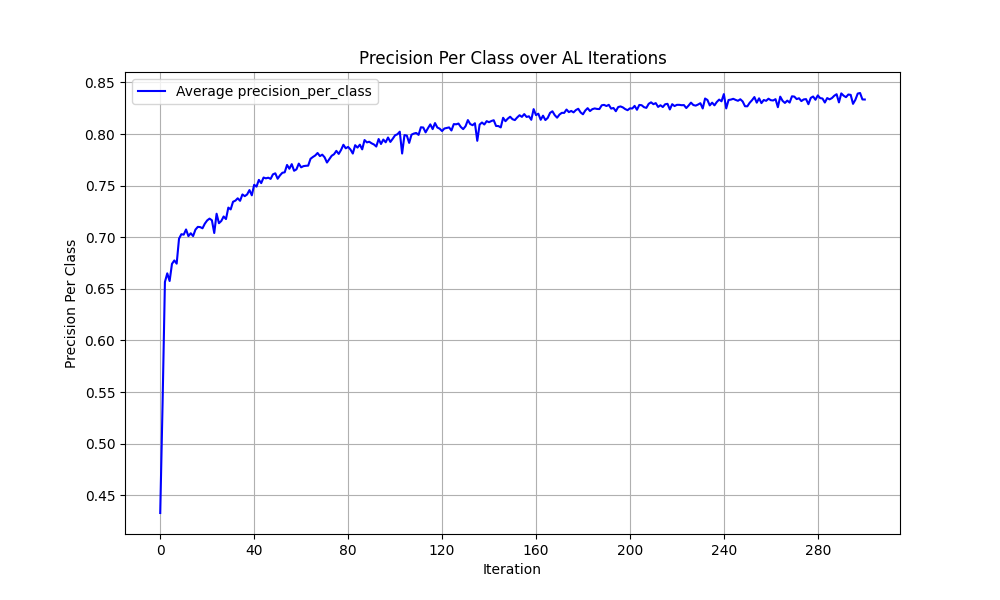 Precision Per Class over AL Iterations
Average precision_per_class
Precision Per Class
0.85
0.80
0.75
0.70
0.65
0.60
0.55
0.50
0.45
0 40 80 120 160 200 240 280
Iteration